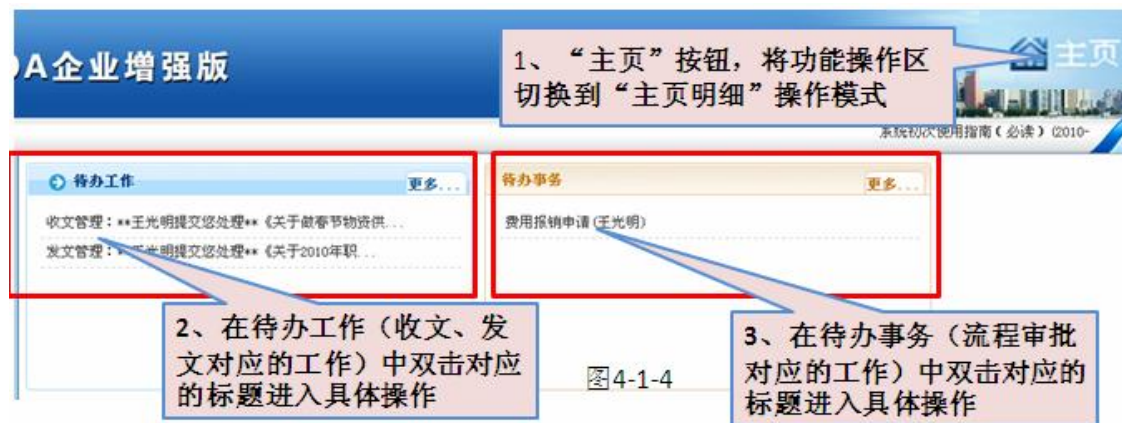 OA企业增强版
1、“主页”按钮，将功能操作区
切换到“主页明细”操作模式
主页
系统初次使用指南(必读) (2010-
待办工作
更多...
收文管理：**王光明提交您处理**《关于做春节物资供...
发文管理：**王光明提交您处理**《关于2010年职...
待办事务
更多...
费用报销申请(王光明)
2、在待办工作（收文、发
文对应的工作）中双击对应
的标题进入具体操作
图4-1-4
3、在待办事务（流程审批
对应的工作）中双击对应的
标题进入具体操作